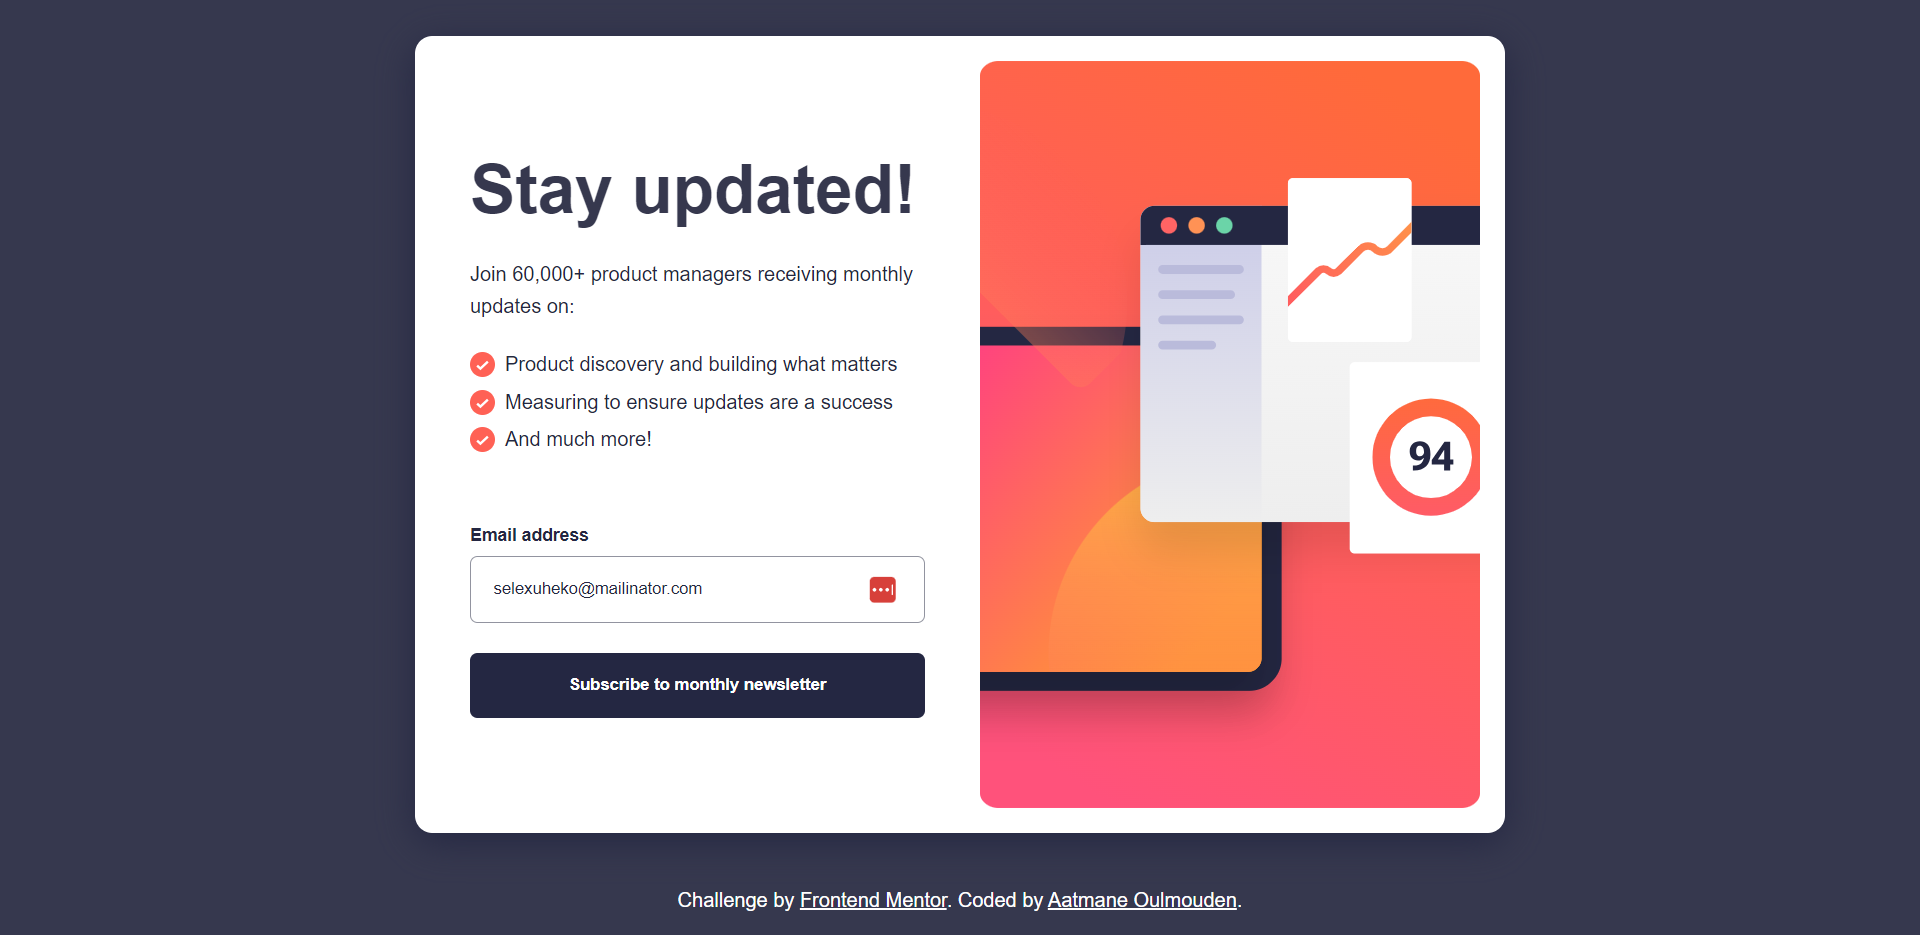 Stay updated!
Join 60,000+ product managers receiving monthly
updates on:
Product discovery and building what matters
Measuring to ensure updates are a success
And much more!
Email address
selexuheko@mailinator.com
Subscribe to monthly newsletter
94
Challenge by Frontend Mentor. Coded by Aatmane Oulmouden.